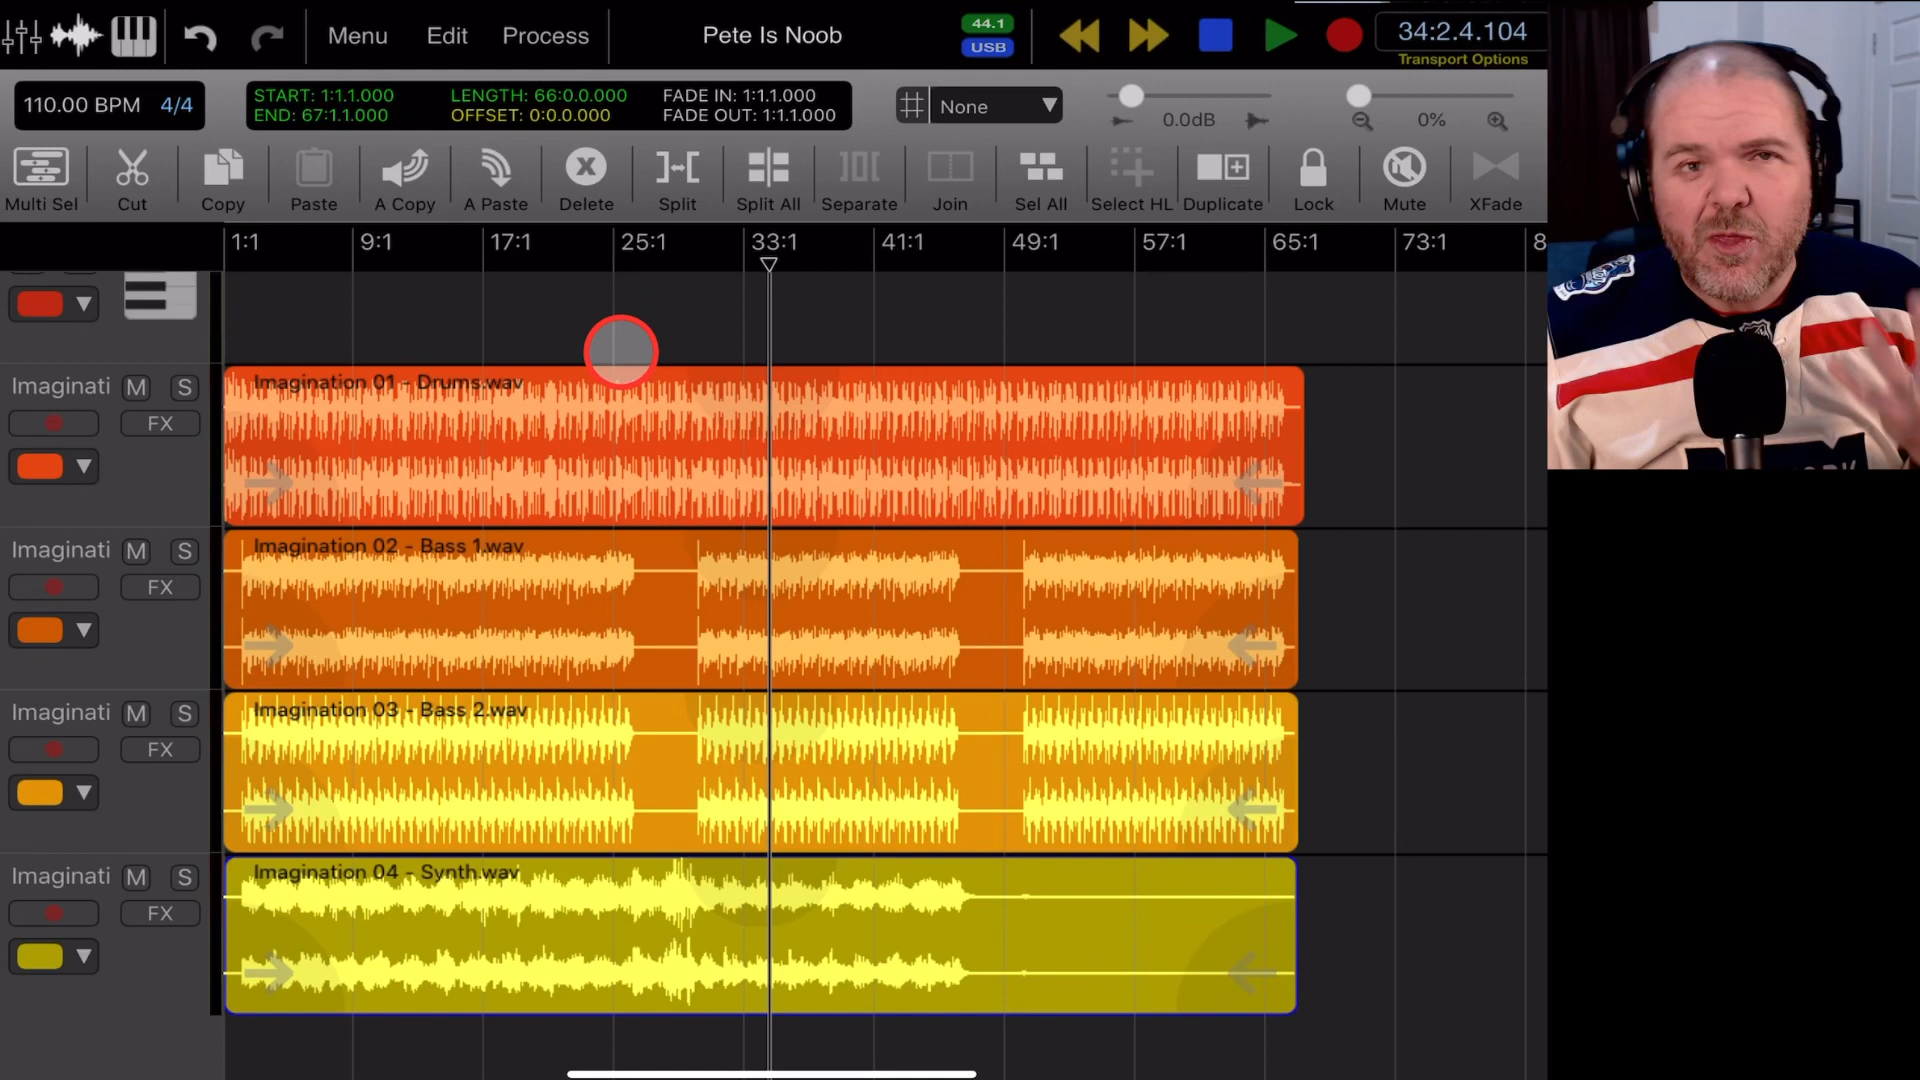 Menu Edit Process Pete Is Noob 44.1 USB 34:2.4.104
Transport Options
110.00 BPM 4/4 START: 1:1.1.000 LENGTH: 66:0.0.000 FADE IN: 1:1.1.000
END: 67:1.1.000 OFFSET: 0:0.0.000 FADE OUT: 1:1.1.000
None 0.0dB 0%
Multi Sel Cut Copy Paste A Copy A Paste Delete Split Split All Separate Join Sel All Select HL Duplicate Lock Mute XFade
1:1 9:1 17:1 25:1 33:1 41:1 49:1 57:1 65:1 73:1 8
Imaginati M S Imagination 01 - Drums.wav
FX
Imaginati M S Imagination 02 - Bass 1.wav
FX
Imaginati M S Imagination 03 - Bass 2.wav
FX
Imaginati M S Imagination 04 - Synth.wav
FX